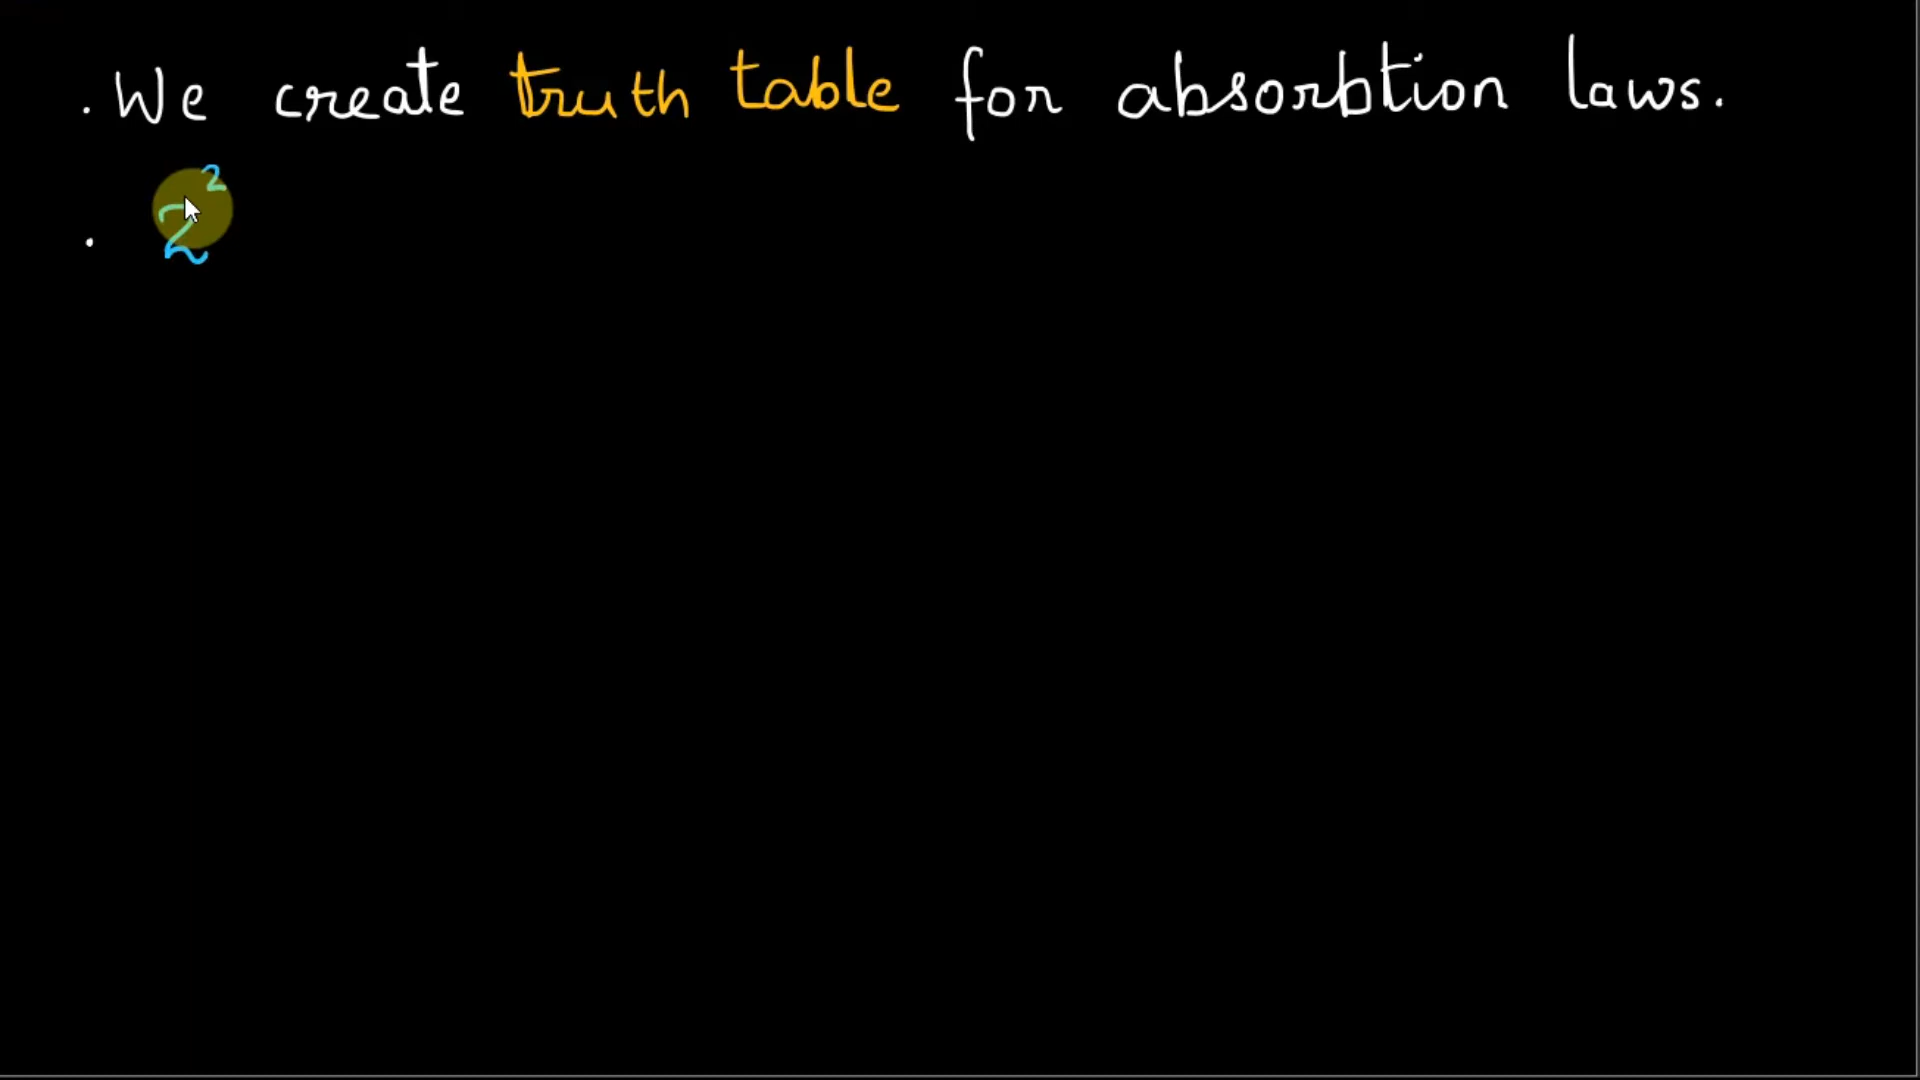 . We create truth table for absorbtion laws.
. 2²